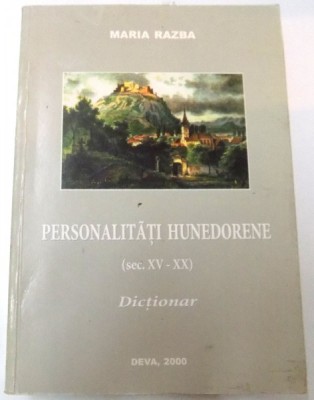 MARIA RAZBA
PERSONALITĂȚI HUNEDORENE
(sec. XV - XX)
Dicționar
DEVA, 2000